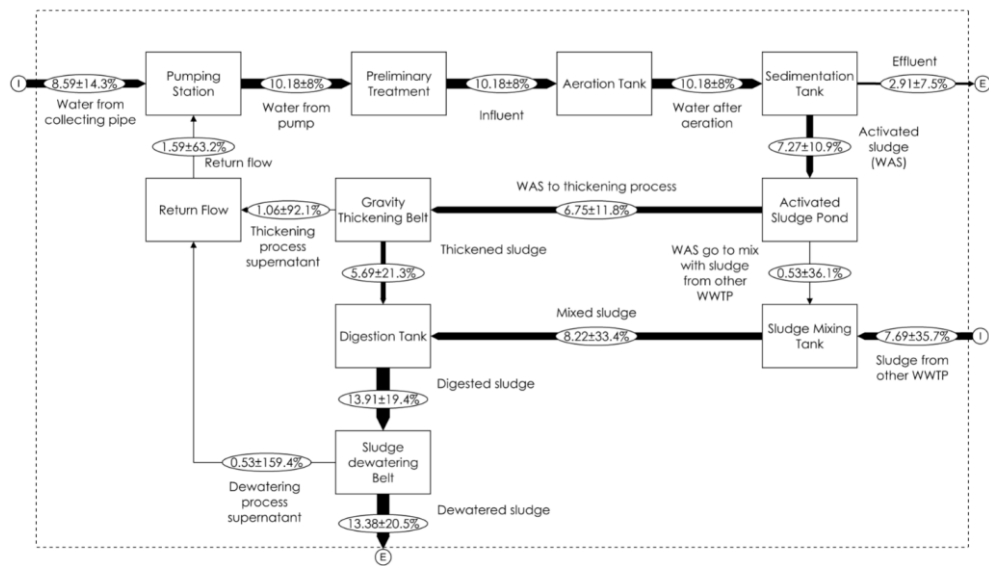 I
8.59±14.3%
Water from
collecting pipe
Pumping
Station
10.18±8%
Water from
pump
Preliminary
Treatment
10.18±8%
Influent
Aeration Tank
10.18±8%
Water after
aeration
Sedimentation
Tank
Effluent
2.91±7.5%
E
1.59±63.2%
Return flow
7.27±10.9%
Activated
sludge
(WAS)
Return Flow
1.06±92.1%
Thickening
process
supernatant
Gravity
Thickening Belt
WAS to thickening process
6.75±11.8%
Activated
Sludge Pond
Thickened sludge
5.69±21.3%
WAS go to mix
with sludge
from other
WWTP
0.53±36.1%
Digestion Tank
Mixed sludge
8.22±33.4%
Sludge Mixing
Tank
7.69±35.7%
I
Sludge from
other WWTP
Digested sludge
13.91±19.4%
0.53±159.4%
Dewatering
process
supernatant
Sludge
dewatering
Belt
Dewatered sludge
13.38±20.5%
E